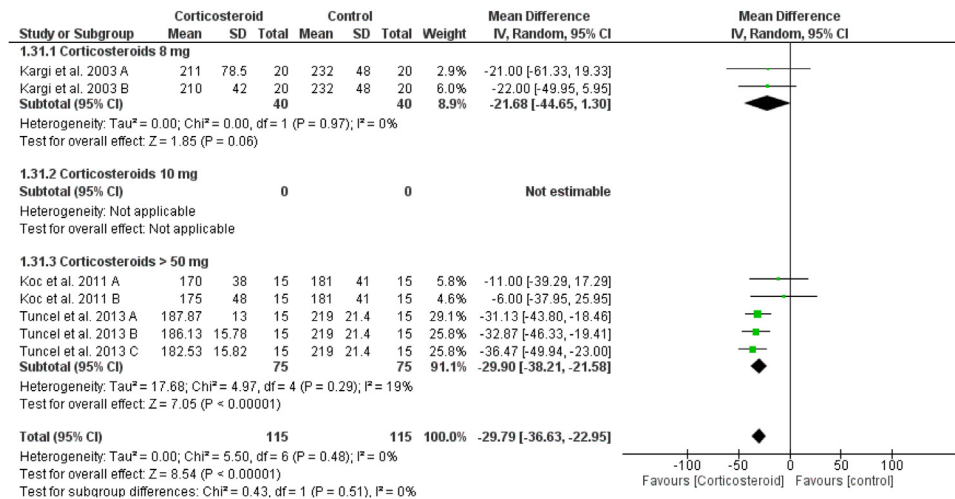 Corticosteroid Control Mean Difference Mean Difference
Study or Subgroup Mean SD Total Mean SD Total Weight IV, Random, 95% CI IV, Random, 95% CI
1.31.1 Corticosteroids 8 mg
Kargi et al. 2003 A 211 78.5 20 232 48 20 2.9% -21.00 [-61.33, 19.33]
Kargi et al. 2003 B 210 42 20 232 48 20 6.0% -22.00 [-49.95, 5.95]
Subtotal (95% CI) 40 40 8.9% -21.68 [-44.65, 1.30]
Heterogeneity: Tau² = 0.00; Chi² = 0.00, df = 1 (P = 0.97); I² = 0%
Test for overall effect: Z = 1.85 (P = 0.06)
1.31.2 Corticosteroids 10 mg
Subtotal (95% CI) 0 0 Not estimable
Heterogeneity: Not applicable
Test for overall effect: Not applicable
1.31.3 Corticosteroids > 50 mg
Koc et al. 2011 A 170 38 15 181 41 15 5.8% -11.00 [-39.29, 17.29]
Koc et al. 2011 B 175 48 15 181 41 15 4.6% -6.00 [-37.95, 25.95]
Tuncel et al. 2013 A 187.87 13 15 219 21.4 15 29.1% -31.13 [-43.80, -18.46]
Tuncel et al. 2013 B 186.13 15.78 15 219 21.4 15 25.8% -32.87 [-46.33, -19.41]
Tuncel et al. 2013 C 182.53 15.82 15 219 21.4 15 25.8% -36.47 [-49.94, -23.00]
Subtotal (95% CI) 75 75 91.1% -29.90 [-38.21, -21.58]
Heterogeneity: Tau² = 17.68; Chi² = 4.97, df = 4 (P = 0.29); I² = 19%
Test for overall effect: Z = 7.05 (P < 0.00001)
Total (95% CI) 115 115 100.0% -29.79 [-36.63, -22.95]
Heterogeneity: Tau² = 0.00; Chi² = 5.50, df = 6 (P = 0.48); I² = 0%
Test for overall effect: Z = 8.54 (P < 0.00001)
Test for subgroup differences: Chi² = 0.43, df = 1 (P = 0.51), I² = 0%
-100 -50 0 50 100
Favours [Corticosteroid] Favours [control]